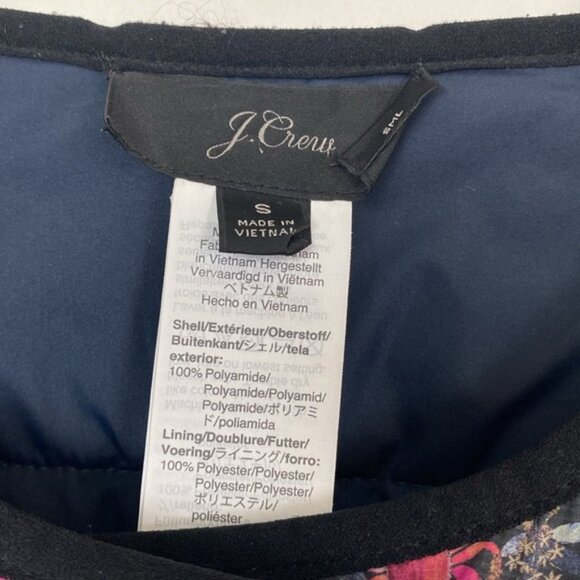 J.Crew
SML
S
MADE IN
VIETNAM
in Vietnam Hergestellt
Vervaardigd in Viëtnam
ベトナム製
Hecho en Vietnam
Shell/Extérieur/Oberstoff/
Buitenkant/シェル/tela
exterior:
100% Polyamide/
Polyamide/Polyamid/
Polyamide/ポリアミ
ド/poliamida
Lining/Doublure/Futter/
Voering/ライニング/forro:
100% Polyester/Polyester/
Polyester/Polyester/
ポリエステル/
poliéster